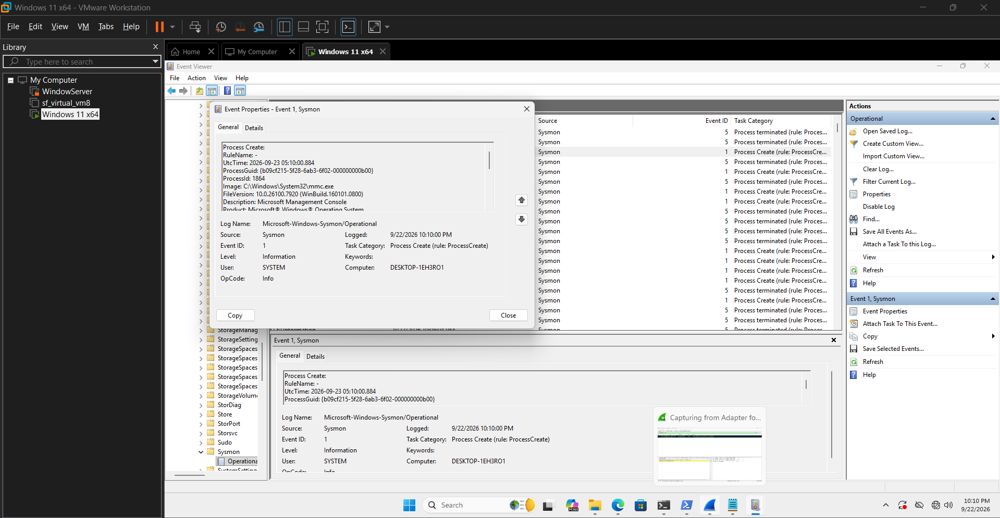 Windows 11 x64 - VMware Workstation
File Edit View VM Tabs Help
Library
Type here to search
My Computer
WindowServer
sf_virtual_vm8
Windows 11 x64
Home
My Computer
Windows 11 x64
Event Viewer
File Action View Help
Event Properties - Event 1, Sysmon
General Details
Process Create:
RuleName: -
UtcTime: 2026-09-23 05:10:00.884
ProcessGuid: {b09cf215-5f28-6ab3-6f02-000000000b00}
ProcessId: 1864
Image: C:\Windows\System32\mmc.exe
FileVersion: 10.0.26100.7920 (WinBuild.160101.0800)
Description: Microsoft Management Console
Product: Microsoft® Windows® Operating System
Log Name: Microsoft-Windows-Sysmon/Operational
Source: Sysmon Logged: 9/22/2026 10:10:00 PM
Event ID: 1 Task Category: Process Create (rule: ProcessCreate)
Level: Information Keywords:
User: SYSTEM Computer: DESKTOP-1EH3RO1
OpCode: Info
Copy Close
Source Event ID Task Category
Sysmon 5 Process terminated (rule: Proces...
Sysmon 5 Process terminated (rule: Proces...
Sysmon 1 Process Create (rule: ProcessCre...
Sysmon 5 Process terminated (rule: Proces...
Sysmon 1 Process Create (rule: ProcessCre...
Sysmon 5 Process terminated (rule: Proces...
Sysmon 1 Process Create (rule: ProcessCre...
Sysmon 1 Process Create (rule: ProcessCre...
Sysmon 5 Process terminated (rule: Proces...
Sysmon 5 Process terminated (rule: Proces...
Sysmon 5 Process terminated (rule: Proces...
Sysmon 5 Process terminated (rule: Proces...
Sysmon 1 Process Create (rule: ProcessCre...
Sysmon 1 Process Create (rule: ProcessCre...
Sysmon 1 Process Create (rule: ProcessCre...
Sysmon 1 Process Create (rule: ProcessCre...
Sysmon 5 Process terminated (rule: Proces...
Sysmon 1 Process Create (rule: ProcessCre...
Sysmon 5 Process terminated (rule: Proces...
Sysmon 5 Process terminated (rule: Proces...
Sysmon 5 Process terminated (rule: Proces...
StorageManag
StorageSetting
StorageSpaces
StorageSpaces
StorageSpaces
StorageSpaces
StorageSpaces
StorageVolum
StorDiag
Store
StorPort
Storsvc
Sudo
Sysmon
Operationa
SystemSetting
Event 1, Sysmon
General Details
Process Create:
RuleName: -
UtcTime: 2026-09-23 05:10:00.884
ProcessGuid: {b09cf215-5f28-6ab3-6f02-000000000b00}
Log Name: Microsoft-Windows-Sysmon/Operational
Source: Sysmon Logged: 9/22/2026 10:10:00 PM
Event ID: 1 Task Category: Process Create (rule: ProcessCreate)
Level: Information Keywords:
User: SYSTEM Computer: DESKTOP-1EH3RO1
OpCode: Info
Actions
Operational
Open Saved Log...
Create Custom View...
Import Custom View...
Clear Log...
Filter Current Log...
Properties
Disable Log
Find...
Save All Events As...
Attach a Task To this Log...
View
Refresh
Help
Event 1, Sysmon
Event Properties
Attach Task To This Event...
Copy
Save Selected Events...
Refresh
Help
Capturing from Adapter fo...
Search
M365
10:10 PM
9/22/2026